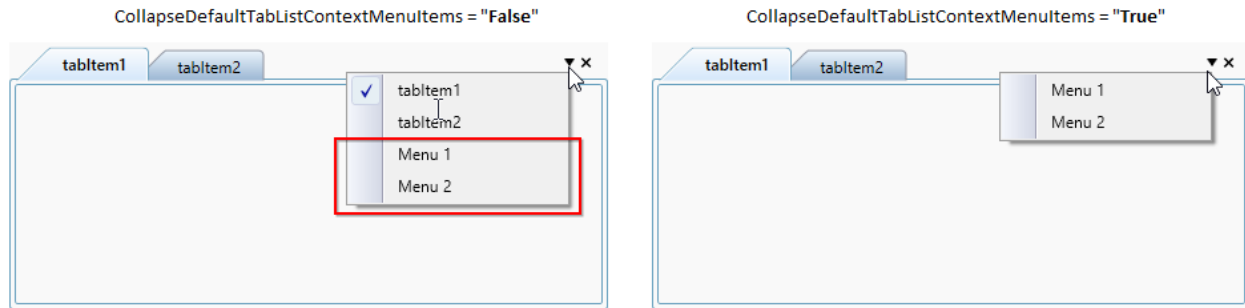 CollapseDefaultTabListContextMenuItems = "False"
tabItem1
tabItem2
tabItem1
tabItem2
Menu 1
Menu 2
CollapseDefaultTabListContextMenuItems = "True"
tabItem1
tabItem2
Menu 1
Menu 2